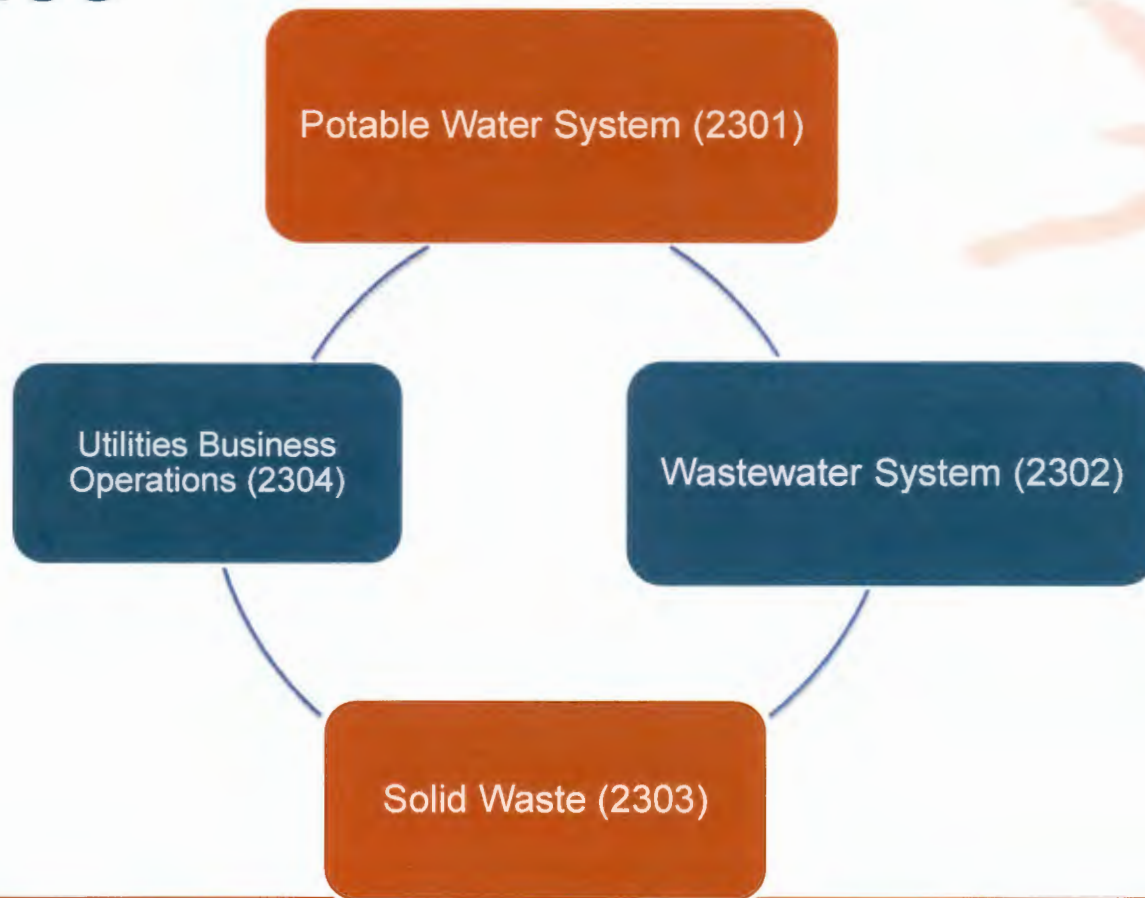 Potable Water System (2301)
Utilities Business
Operations (2304)
Wastewater System (2302)
Solid Waste (2303)